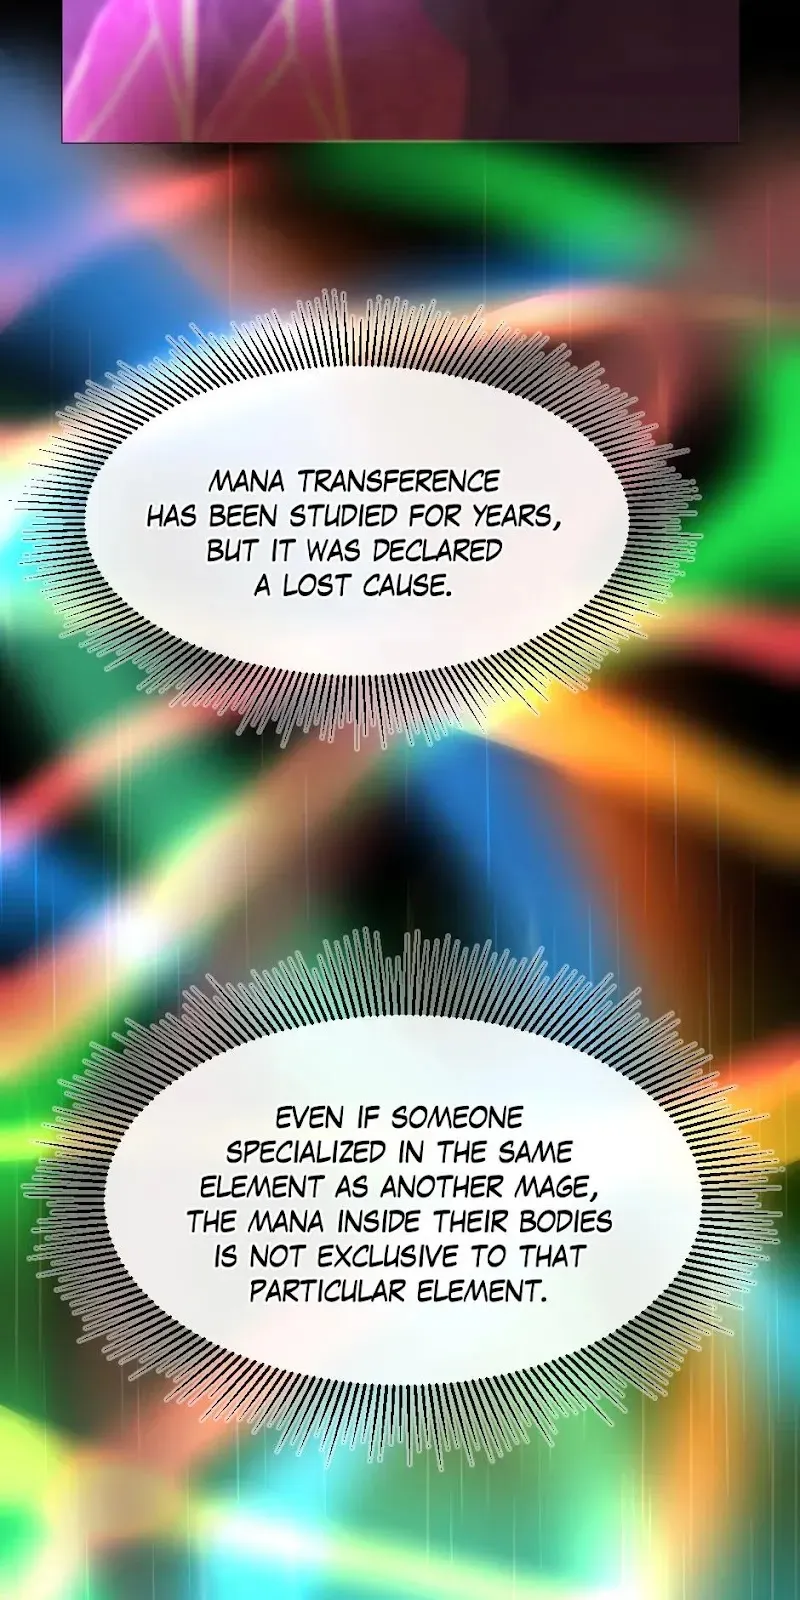 MANA TRANSFERENCE
HAS BEEN STUDIED FOR YEARS,
BUT IT WAS DECLARED
A LOST CAUSE.
EVEN IF SOMEONE
SPECIALIZED IN THE SAME
ELEMENT AS ANOTHER MAGE,
THE MANA INSIDE THEIR BODIES
IS NOT EXCLUSIVE TO THAT
PARTICULAR ELEMENT.